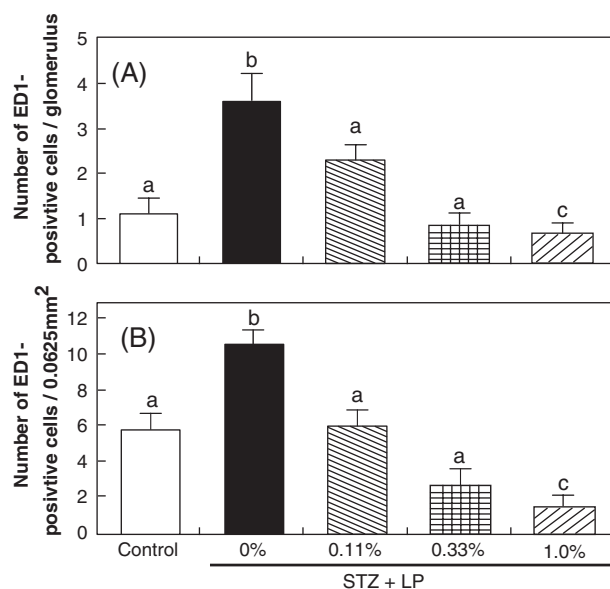 (A)
Number of ED1-
posivtive cells / glomerulus
5
4
3
2
1
0
a
b
a
a
c
(B)
Number of ED1-
posivtive cells / 0.0625mm²
12
10
8
6
4
2
0
a
b
a
a
c
Control 0% 0.11% 0.33% 1.0%
STZ + LP